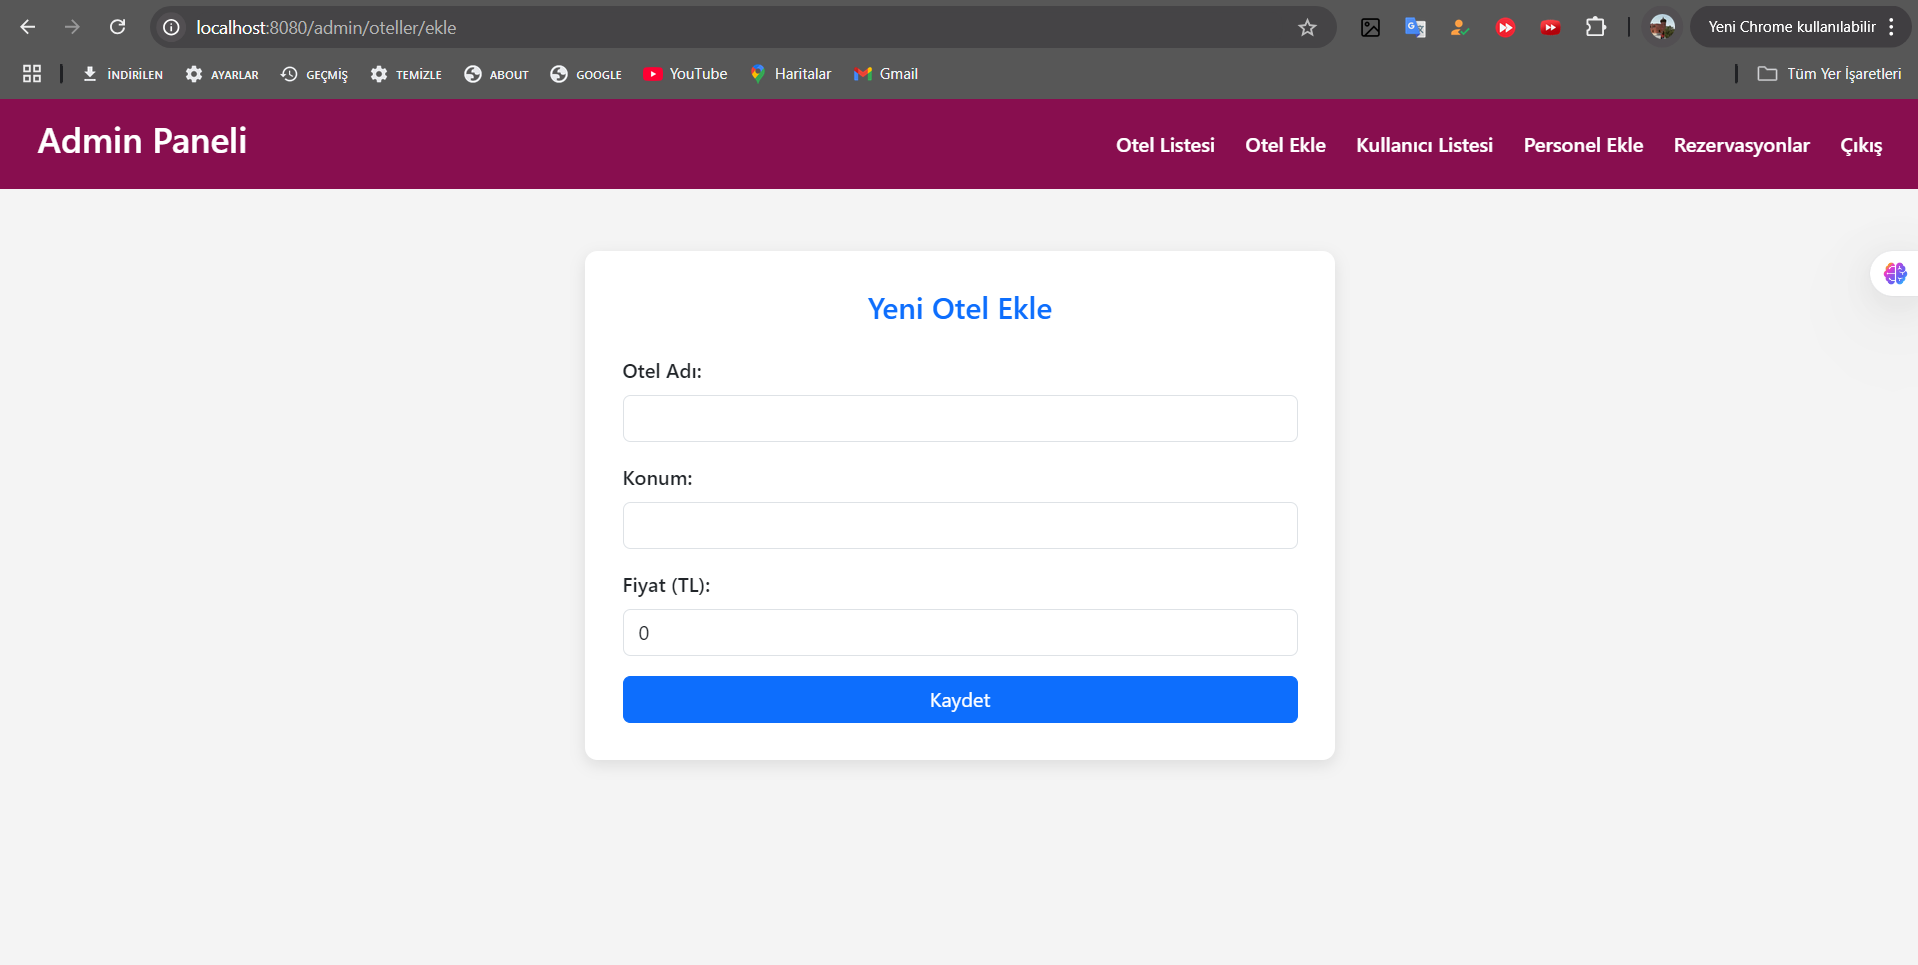 localhost:8080/admin/oteller/ekle
Yeni Chrome kullanılabilir
İNDİRİLEN AYARLAR GEÇMİŞ TEMİZLE ABOUT GOOGLE YouTube Haritalar Gmail Tüm Yer İşaretleri
Admin Paneli
Otel Listesi Otel Ekle Kullanıcı Listesi Personel Ekle Rezervasyonlar Çıkış
Yeni Otel Ekle
Otel Adı:
Konum:
Fiyat (TL):
0
Kaydet